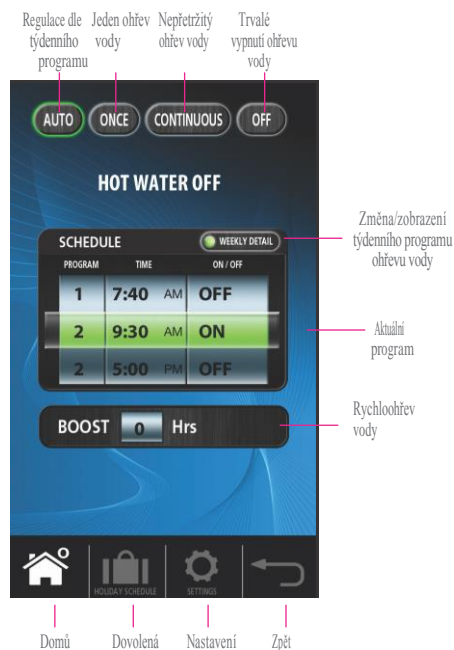 Regulace dle
týdenního
programu
Jeden ohřev
vody
Nepřetržitý
ohřev vody
Trvalé
vypnutí ohřevu
vody
AUTO
ONCE
CONTINUOUS
OFF
HOT WATER OFF
SCHEDULE
WEEKLY DETAIL
PROGRAM TIME ON / OFF
1 7:40 AM OFF
2 9:30 AM ON
2 5:00 PM OFF
Změna/zobrazení
týdenního programu
ohřevu vody
Aktuální
program
BOOST 0 Hrs
Rychloohřev
vody
HOLIDAY SCHEDULE
SETTINGS
Domů
Dovolená
Nastavení
Zpět